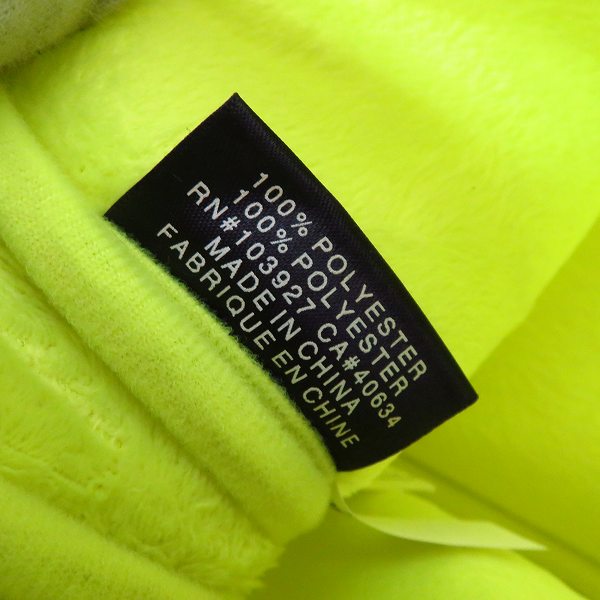 100% POLYESTER
100% POLYESTER
RN#103927 CA#40634
MADE IN CHINA
FABRIQUE EN CHINE